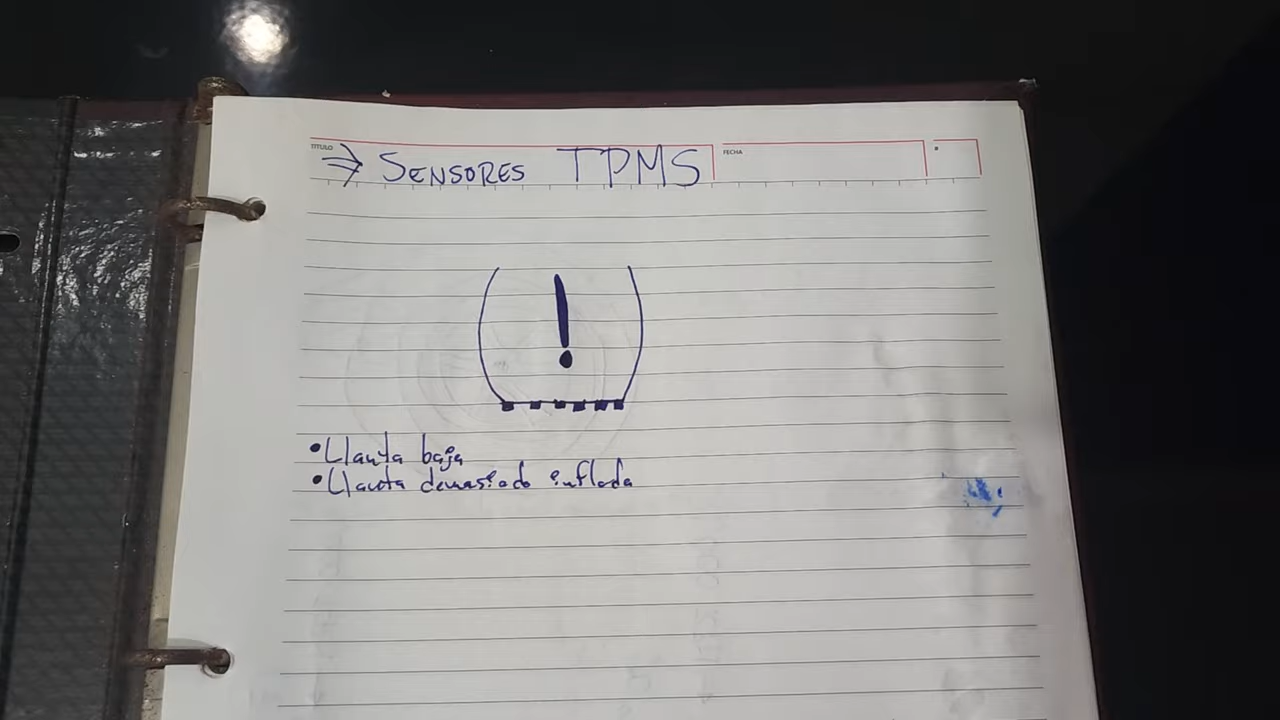 TITULO
⇒ SENSORES TPMS
FECHA
#
!
• Llanta baja
• Llanta demasiado inflada